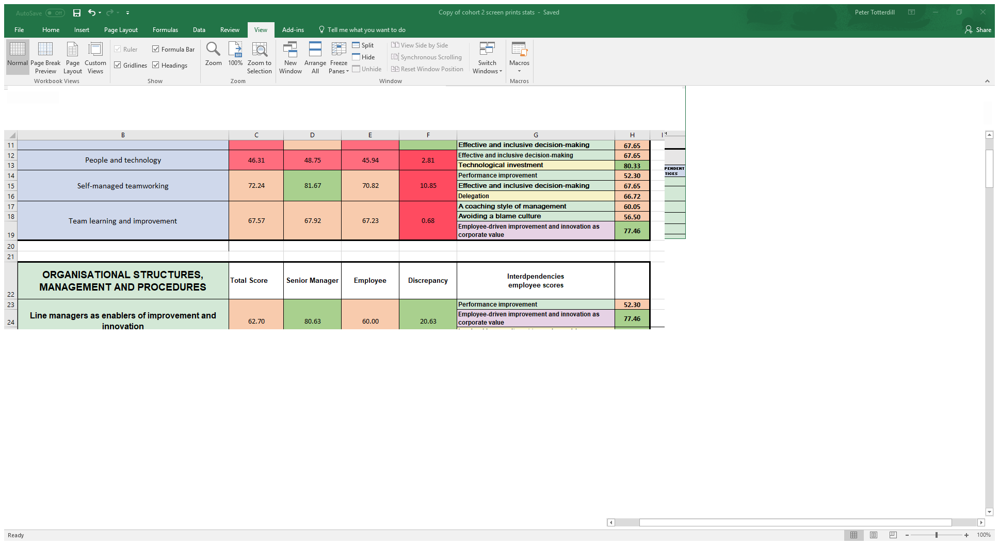 AutoSave Off
Copy of cohort 2 screen prints stats - Saved
Peter Totterdill
File Home Insert Page Layout Formulas Data Review View Add-ins Tell me what you want to do
Share
Normal
Page Break Preview
Page Layout
Custom Views
Workbook Views
Ruler
Formula Bar
Gridlines
Headings
Show
Zoom
100
100%
Zoom to Selection
Zoom
New Window
Arrange All
Freeze Panes
Split
Hide
Unhide
View Side by Side
Synchronous Scrolling
Reset Window Position
Window
Switch Windows
Macros
Macros
B C D E F G H I
11 Effective and inclusive decision-making 67.65
12 People and technology 46.31 48.75 45.94 2.81 Effective and inclusive decision-making 67.65
13 Technological investment 80.33
PENDENT
TICES
14 Performance improvement 52.30
15 Self-managed teamworking 72.24 81.67 70.82 10.85 Effective and inclusive decision-making 67.65
16 Delegation 66.72
17 A coaching style of management 60.05
18 Team learning and improvement 67.57 67.92 67.23 0.68 Avoiding a blame culture 56.50
19 Employee-driven improvement and innovation as
corporate value 77.46
20
21
22 ORGANISATIONAL STRUCTURES,
MANAGEMENT AND PROCEDURES
Total Score Senior Manager Employee Discrepancy
Interdpendencies
employee scores
23 Performance improvement 52.30
24 Line managers as enablers of improvement and
innovation
62.70 80.63 60.00 20.63
Employee-driven improvement and innovation as
corporate value 77.46
Ready
100%